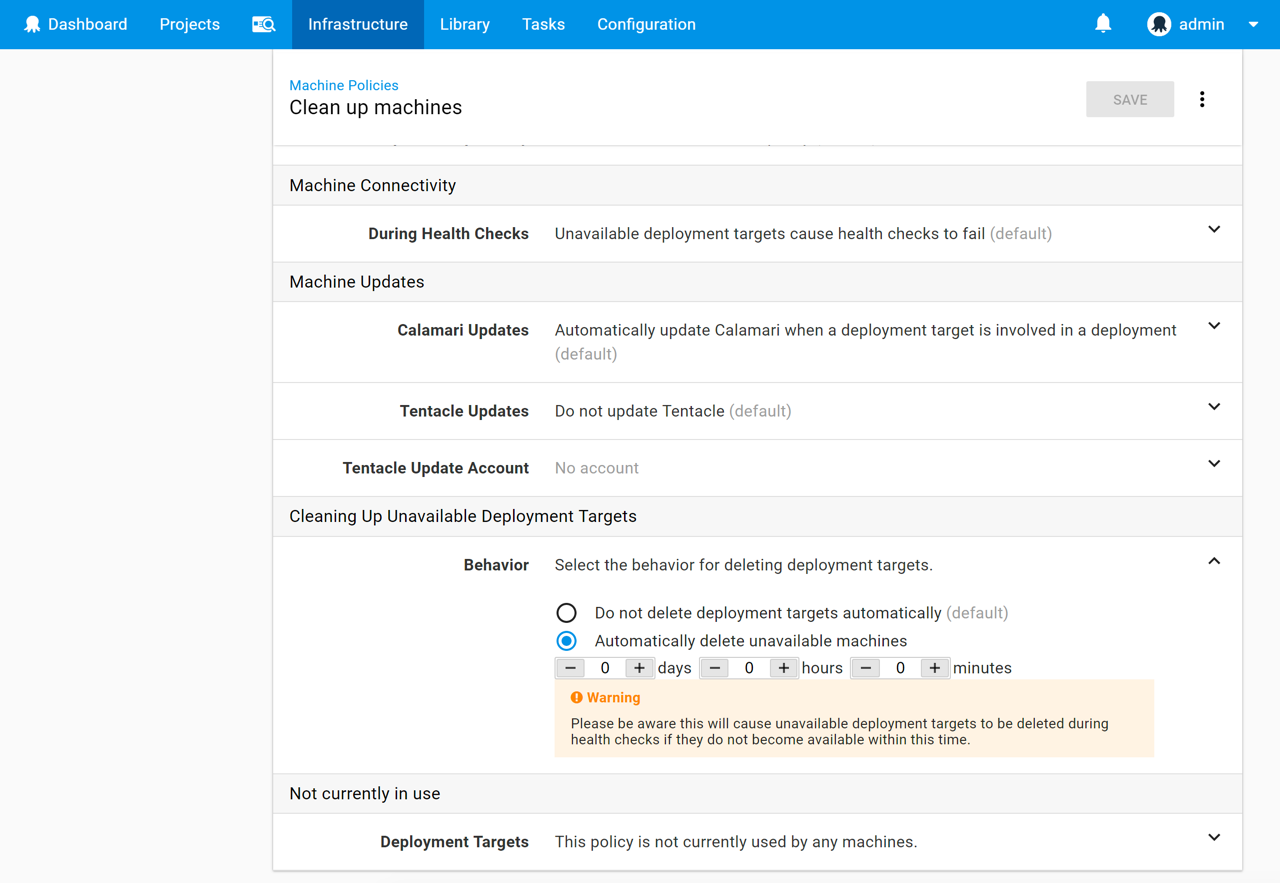 Dashboard Projects Infrastructure Library Tasks Configuration admin
Machine Policies
Clean up machines
SAVE
Machine Connectivity
During Health Checks Unavailable deployment targets cause health checks to fail (default)
Machine Updates
Calamari Updates Automatically update Calamari when a deployment target is involved in a deployment
(default)
Tentacle Updates Do not update Tentacle (default)
Tentacle Update Account No account
Cleaning Up Unavailable Deployment Targets
Behavior Select the behavior for deleting deployment targets.
Do not delete deployment targets automatically (default)
Automatically delete unavailable machines
− 0 + days − 0 + hours − 0 + minutes
Warning
Please be aware this will cause unavailable deployment targets to be deleted during
health checks if they do not become available within this time.
Not currently in use
Deployment Targets This policy is not currently used by any machines.